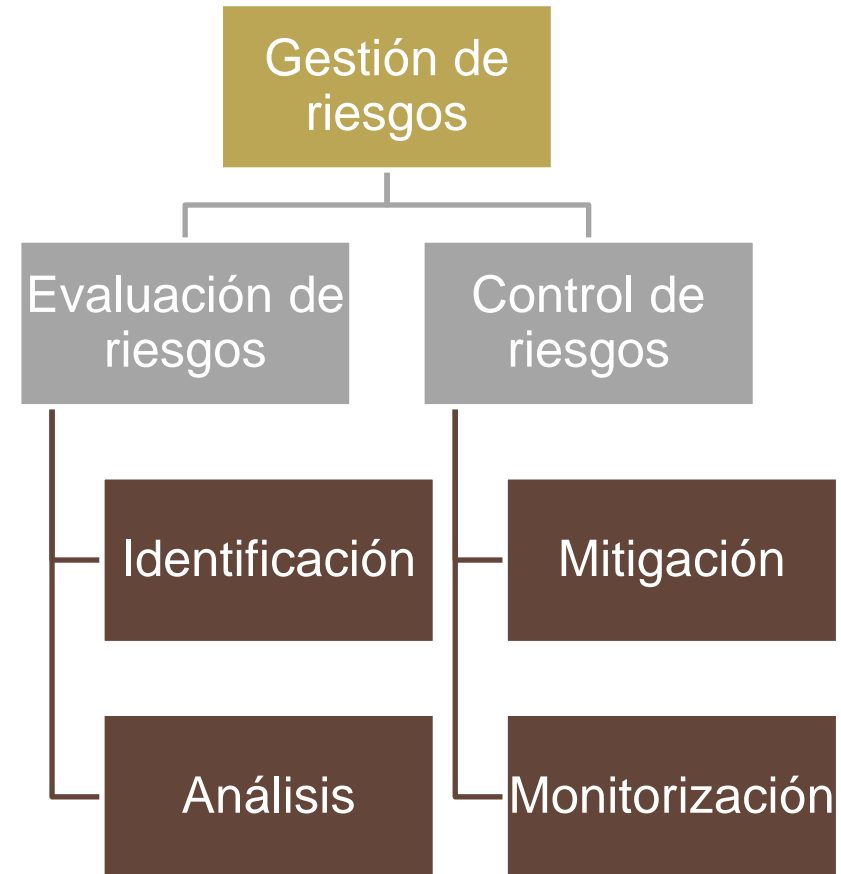 Gestión de
riesgos
Evaluación de
riesgos
Control de
riesgos
Identificación
Mitigación
Análisis
Monitorización